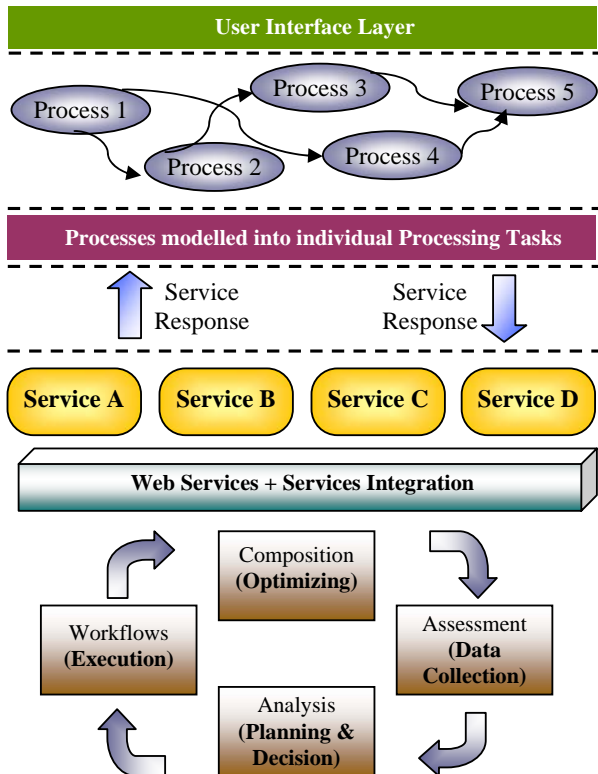 User Interface Layer
Process 3
Process 5
Process 1
Process 4
Process 2
Processes modelled into individual Processing Tasks
Service
Response
Service
Response
Service A
Service B
Service C
Service D
Web Services + Services Integration
Composition
(Optimizing)
Workflows
(Execution)
Assessment
(Data
Collection)
Analysis
(Planning &
Decision)